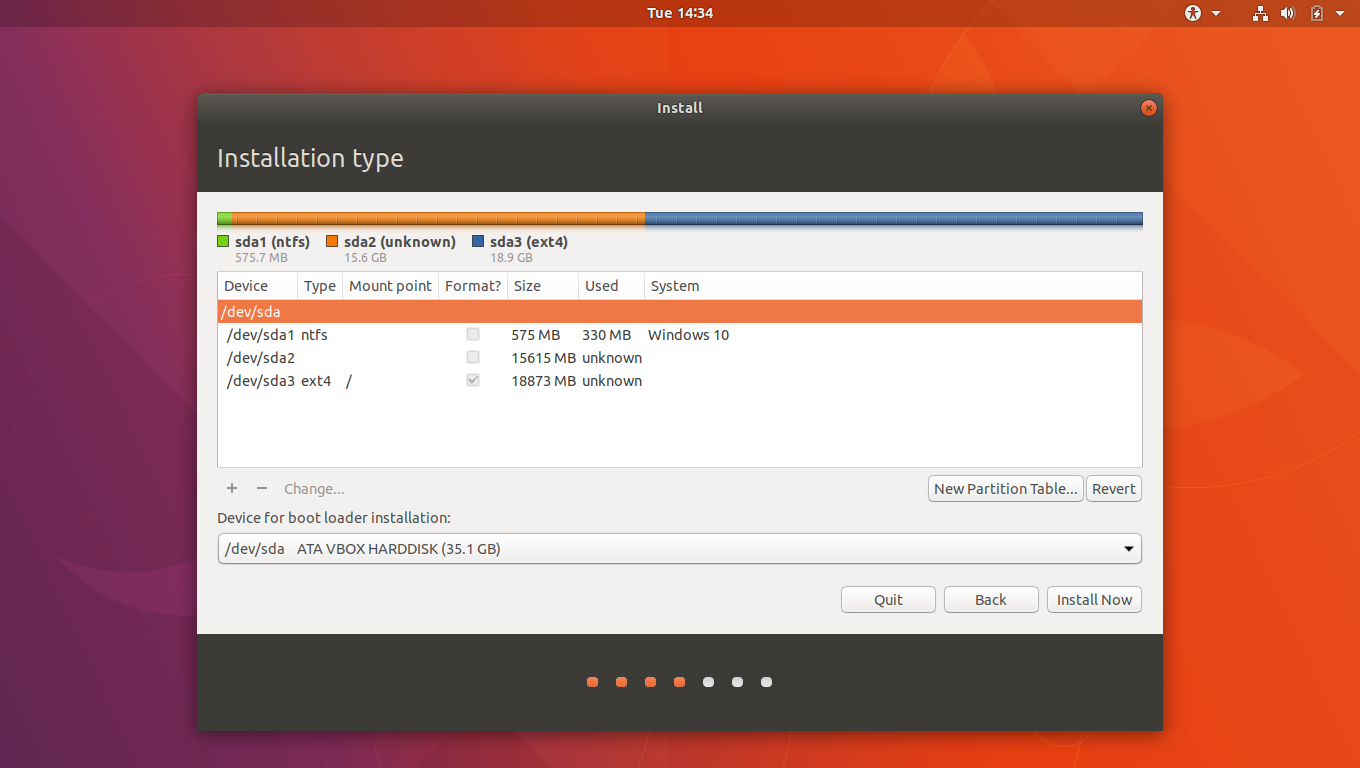 Tue 14:34
Install
Installation type
sda1 (ntfs) sda2 (unknown) sda3 (ext4)
575.7 MB 15.6 GB 18.9 GB
Device Type Mount point Format? Size Used System
/dev/sda
/dev/sda1 ntfs 575 MB 330 MB Windows 10
/dev/sda2 15615 MB unknown
/dev/sda3 ext4 / 18873 MB unknown
+ − Change... New Partition Table... Revert
Device for boot loader installation:
/dev/sda ATA VBOX HARDDISK (35.1 GB)
Quit Back Install Now